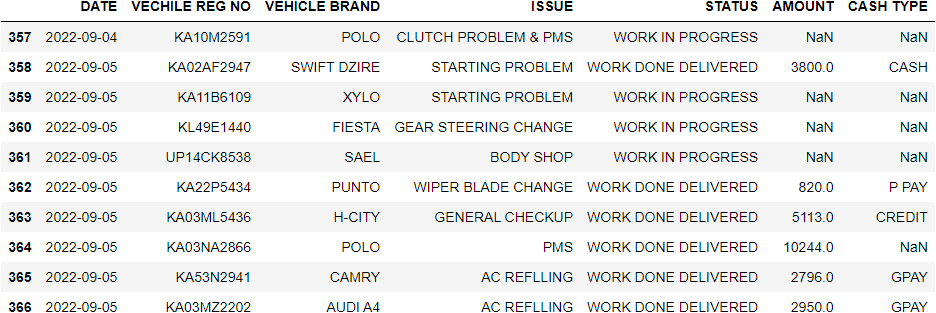 DATE VECHILE REG NO VEHICLE BRAND ISSUE STATUS AMOUNT CASH TYPE
357 2022-09-04 KA10M2591 POLO CLUTCH PROBLEM & PMS WORK IN PROGRESS NaN NaN
358 2022-09-05 KA02AF2947 SWIFT DZIRE STARTING PROBLEM WORK DONE DELIVERED 3800.0 CASH
359 2022-09-05 KA11B6109 XYLO STARTING PROBLEM WORK IN PROGRESS NaN NaN
360 2022-09-05 KL49E1440 FIESTA GEAR STEERING CHANGE WORK IN PROGRESS NaN NaN
361 2022-09-05 UP14CK8538 SAEL BODY SHOP WORK IN PROGRESS NaN NaN
362 2022-09-05 KA22P5434 PUNTO WIPER BLADE CHANGE WORK DONE DELIVERED 820.0 P PAY
363 2022-09-05 KA03ML5436 H-CITY GENERAL CHECKUP WORK DONE DELIVERED 5113.0 CREDIT
364 2022-09-05 KA03NA2866 POLO PMS WORK DONE DELIVERED 10244.0 NaN
365 2022-09-05 KA53N2941 CAMRY AC REFLLING WORK DONE DELIVERED 2796.0 GPAY
366 2022-09-05 KA03MZ2202 AUDI A4 AC REFLLING WORK DONE DELIVERED 2950.0 GPAY